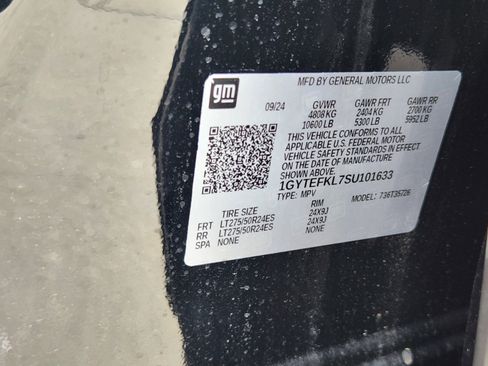 gm
MFD BY GENERAL MOTORS LLC
09/24 GVWR GAWR FRT GAWR RR
4808 KG 2404 KG 2700 KG
10600 LB 5300 LB 5952 LB
THIS VEHICLE CONFORMS TO ALL
APPLICABLE U.S. FEDERAL MOTOR
VEHICLE SAFETY STANDARDS IN EFFECT
ON THE DATE OF MANUFACTURE
SHOWN ABOVE.
1GYTEFKL7SU101633
TYPE: MPV MODEL: 736T35726
TIRE SIZE RIM
FRT LT275/50R24ES 24X9J
RR LT275/50R24ES 24X9J
SPA NONE NONE